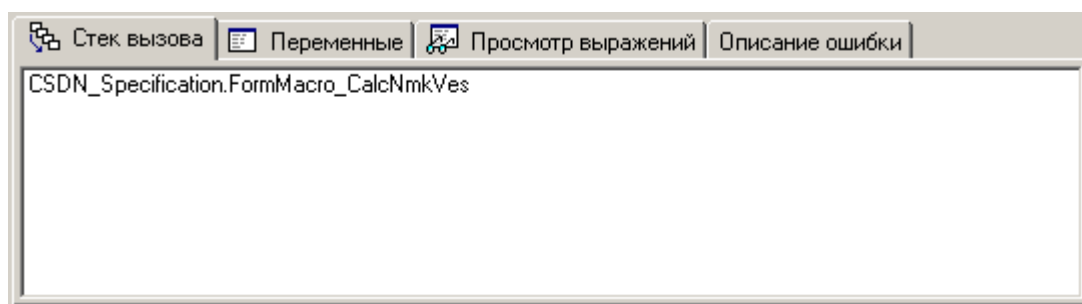 Стек вызова Переменные Просмотр выражений Описание ошибки
CSDN_Specification.FormMacro_CalcNmkVes